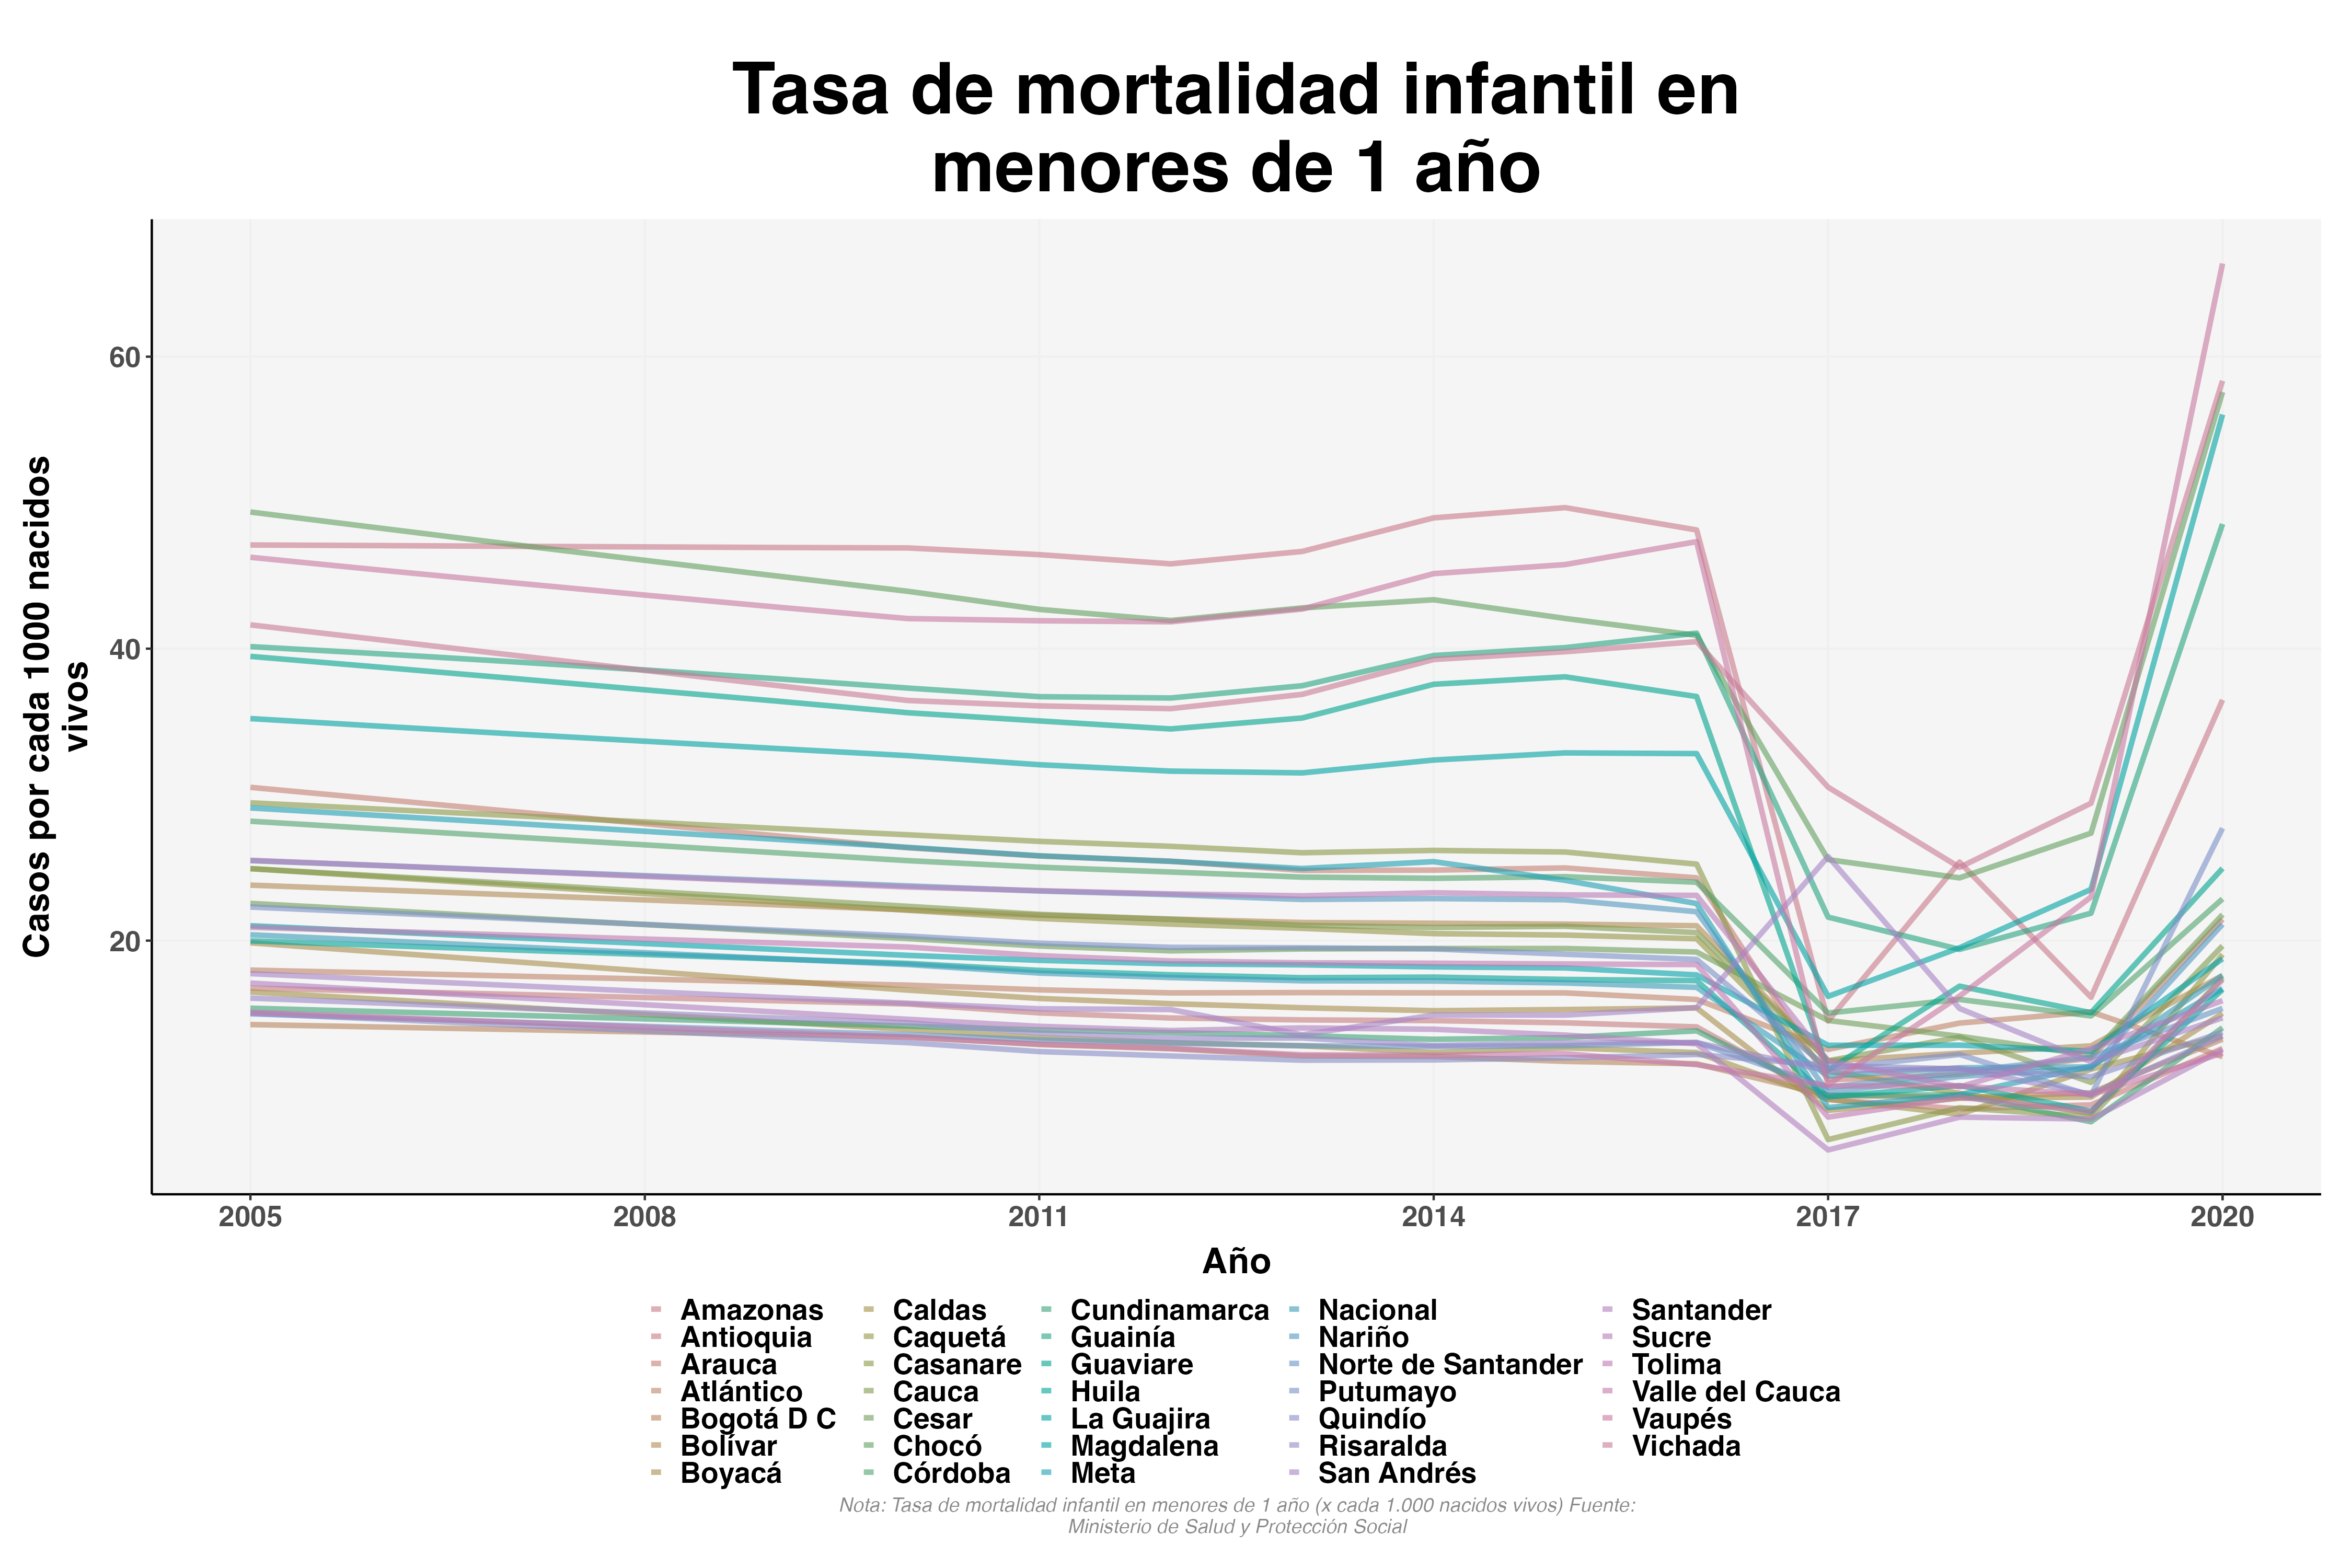 Tasa de mortalidad infantil en
menores de 1 año
Casos por cada 1000 nacidos
vivos
60
40
20
2005 2008 2011 2014 2017 2020
Año
Amazonas Caldas Cundinamarca Nacional Santander
Antioquia Caquetá Guainía Nariño Sucre
Arauca Casanare Guaviare Norte de Santander Tolima
Atlántico Cauca Huila Putumayo Valle del Cauca
Bogotá D C Cesar La Guajira Quindío Vaupés
Bolívar Chocó Magdalena Risaralda Vichada
Boyacá Córdoba Meta San Andrés
Nota: Tasa de mortalidad infantil en menores de 1 año (x cada 1.000 nacidos vivos) Fuente:
Ministerio de Salud y Protección Social